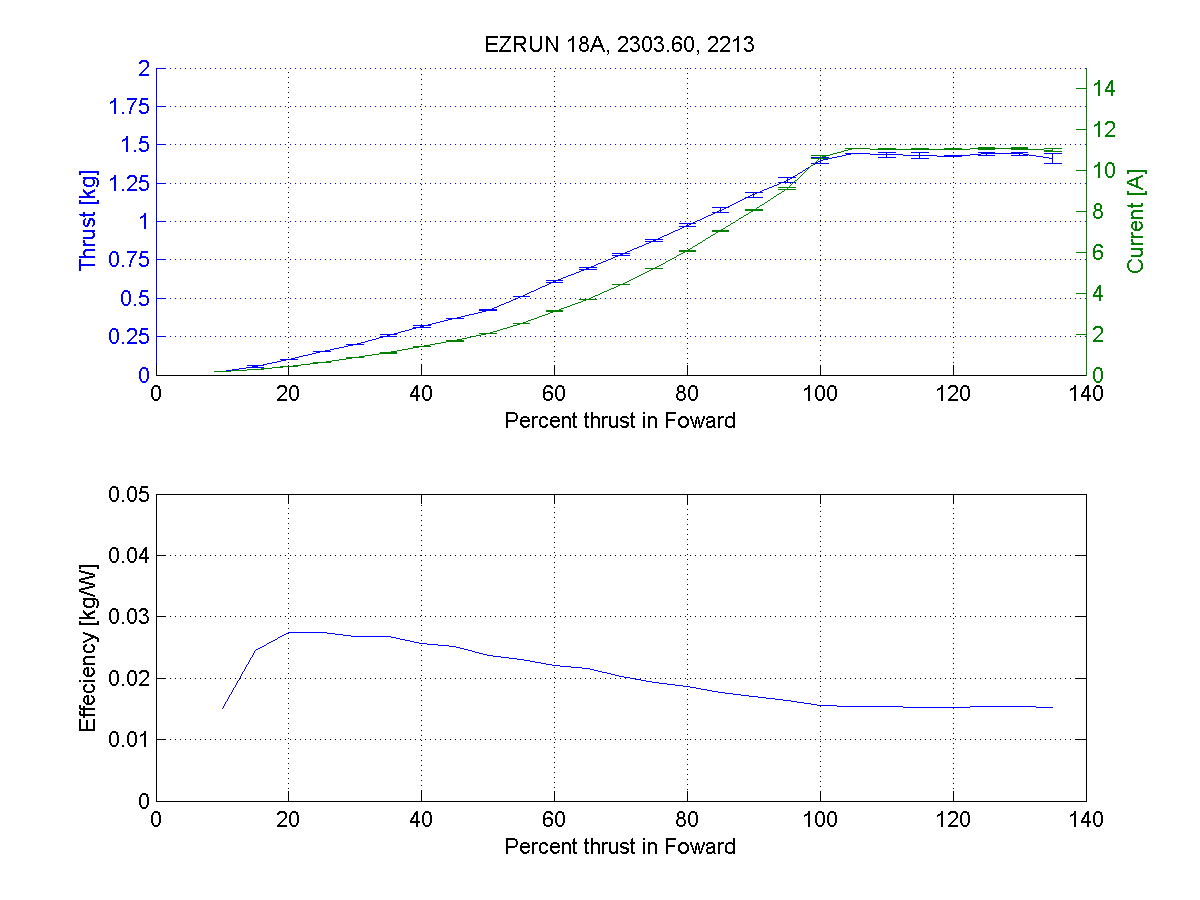 EZRUN 18A, 2303.60, 2213
2
1.75
1.5
1.25
1
0.75
0.5
0.25
0
Thrust [kg]
14
12
10
8
6
4
2
0
Current [A]
0 20 40 60 80 100 120 140
Percent thrust in Foward
0.05
0.04
0.03
0.02
0.01
0
Effeciency [kg/W]
0 20 40 60 80 100 120 140
Percent thrust in Foward